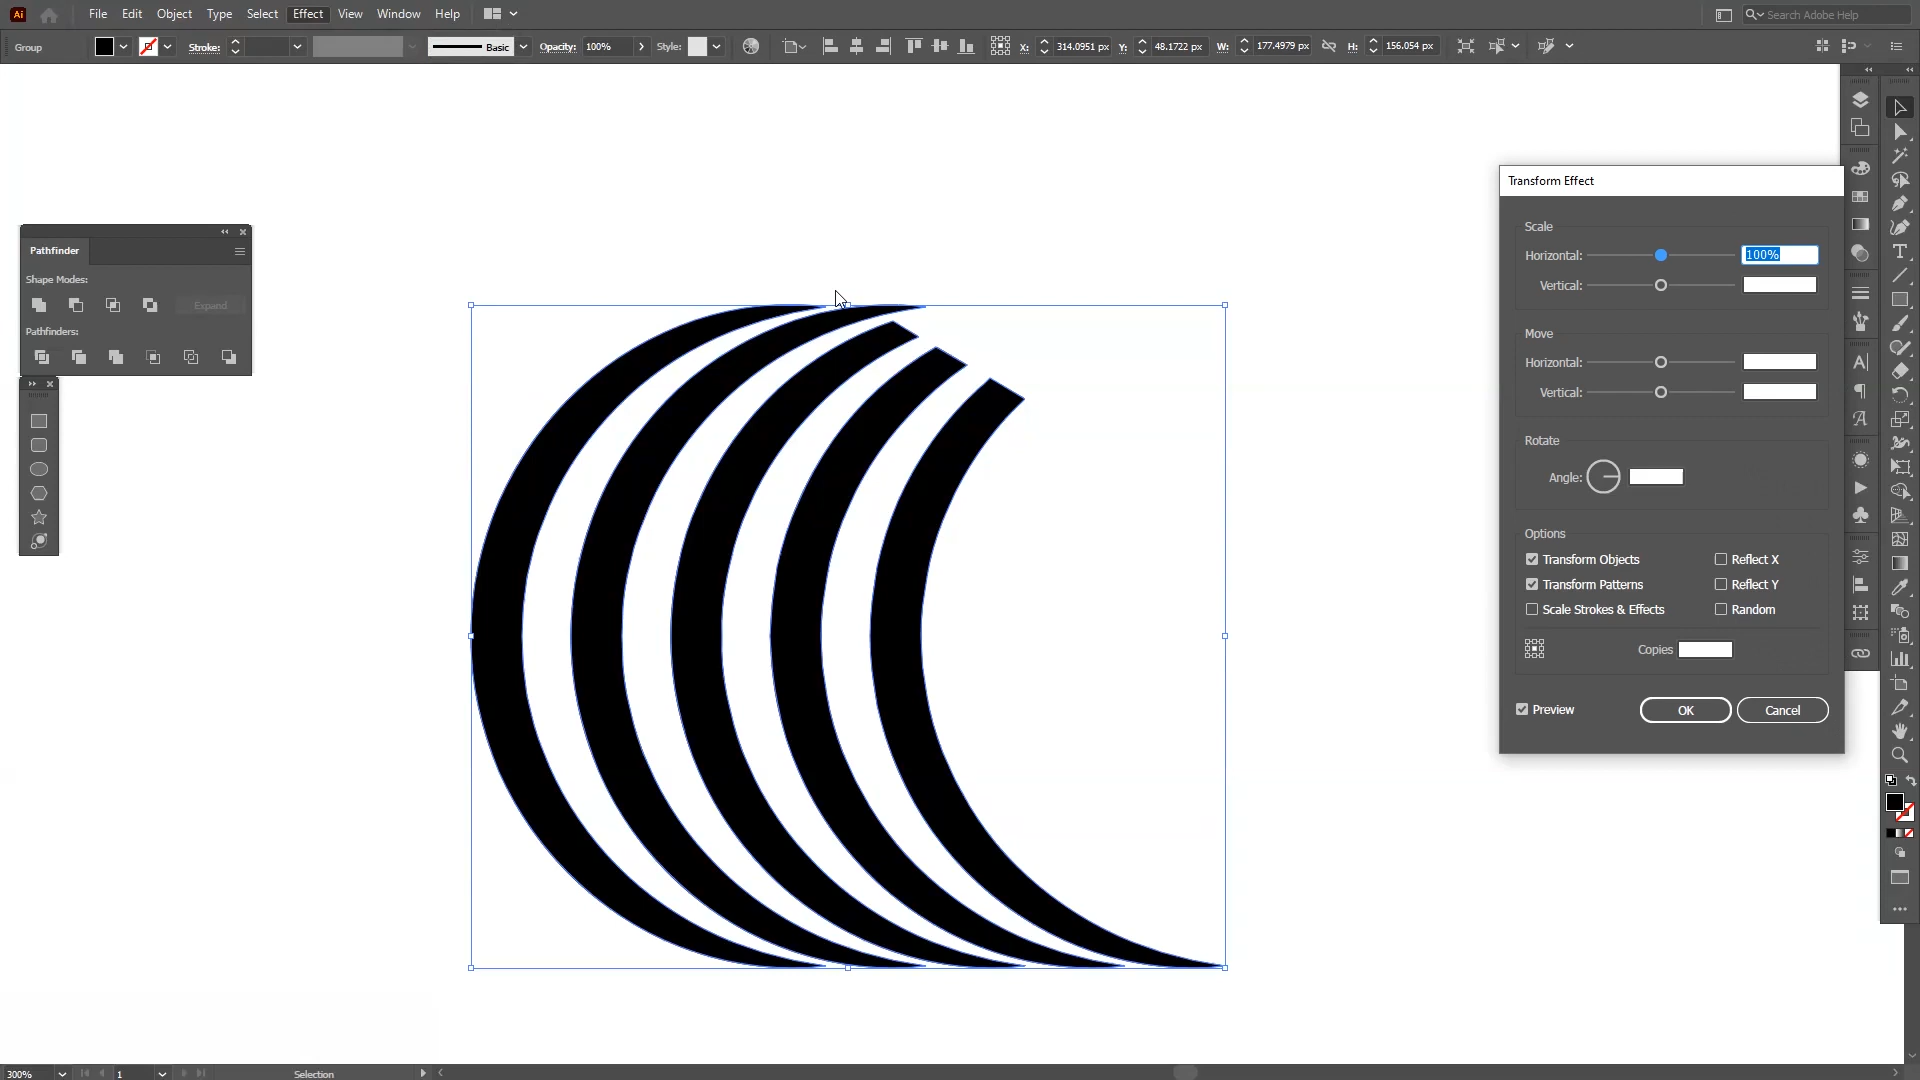 Ai File Edit Object Type Select Effect View Window Help Search Adobe Help
Group Stroke: Basic Opacity: 100% Style: X: 314.0951 px Y: 48.1722 px W: 177.4979 px H: 156.054 px
Transform Effect
Scale
Horizontal: 100%
Vertical:
Move
Horizontal:
Vertical:
Rotate
Angle:
Options
Transform Objects Reflect X
Transform Patterns Reflect Y
Scale Strokes & Effects Random
Copies
Preview OK Cancel
Pathfinder
Shape Modes:
Expand
Pathfinders:
300% 1 Selection